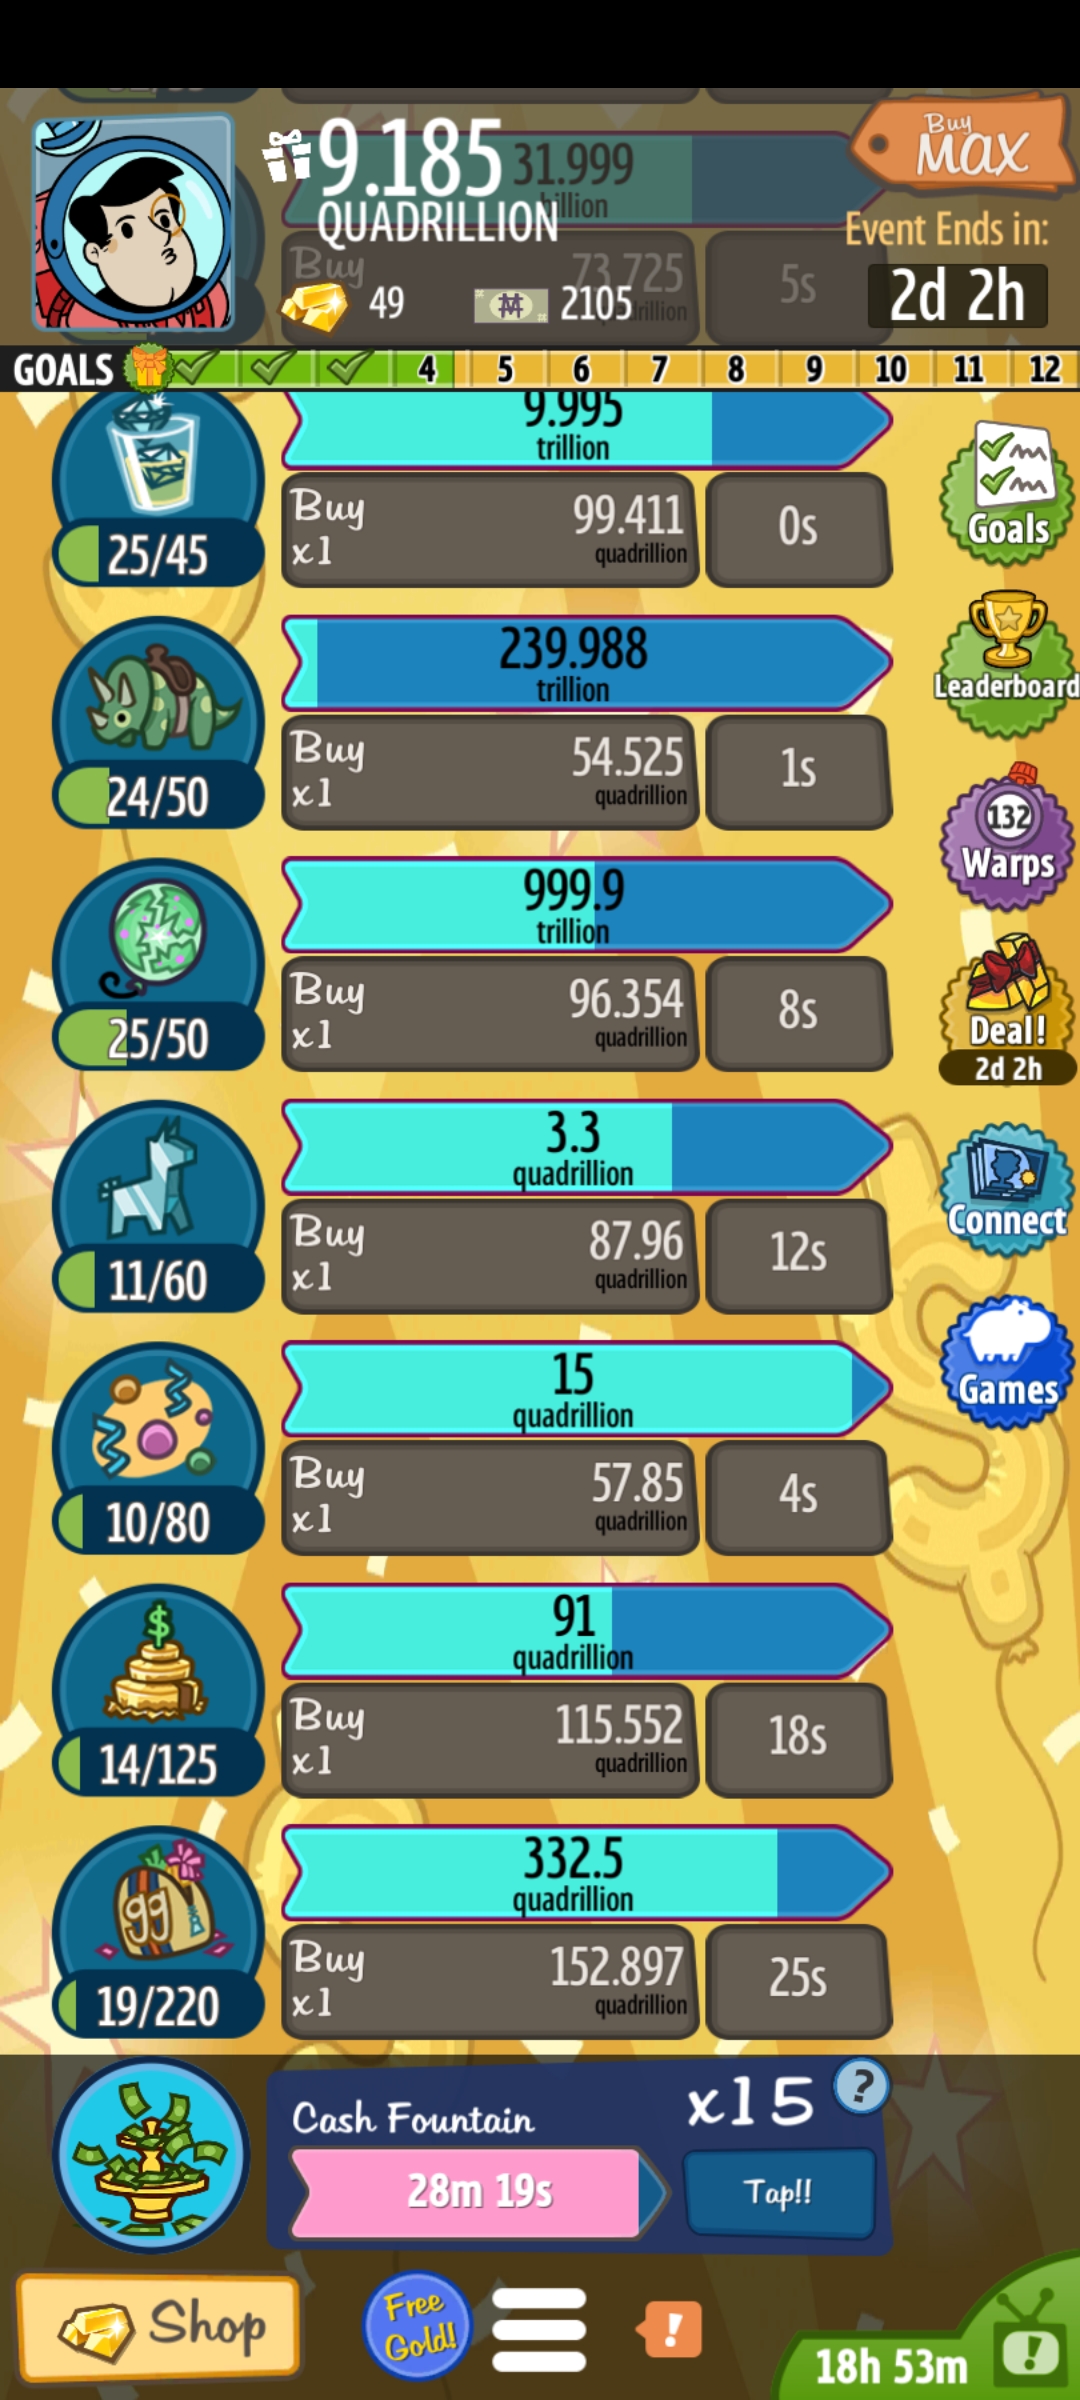 9.185
QUADRILLION
31.999
Buy
MAX
Event Ends in:
2d 2h
Buy
73.725
5s
49
2105
GOALS
4 5 6 7 8 9 10 11 12
9.995
trillion
25/45
Buy
x1
99.411
quadrillion
0s
Goals
239.988
trillion
24/50
Buy
x1
54.525
quadrillion
1s
Leaderboard
999.9
trillion
25/50
Buy
x1
96.354
quadrillion
8s
132
Warps
Deal!
2d 2h
3.3
quadrillion
11/60
Buy
x1
87.96
quadrillion
12s
Connect
15
quadrillion
10/80
Buy
x1
57.85
quadrillion
4s
Games
$
91
quadrillion
14/125
Buy
x1
115.552
quadrillion
18s
99
332.5
quadrillion
19/220
Buy
x1
152.897
quadrillion
25s
Cash Fountain
x15
?
28m 19s
Tap!!
Shop
Free
Gold!
!
18h 53m
!